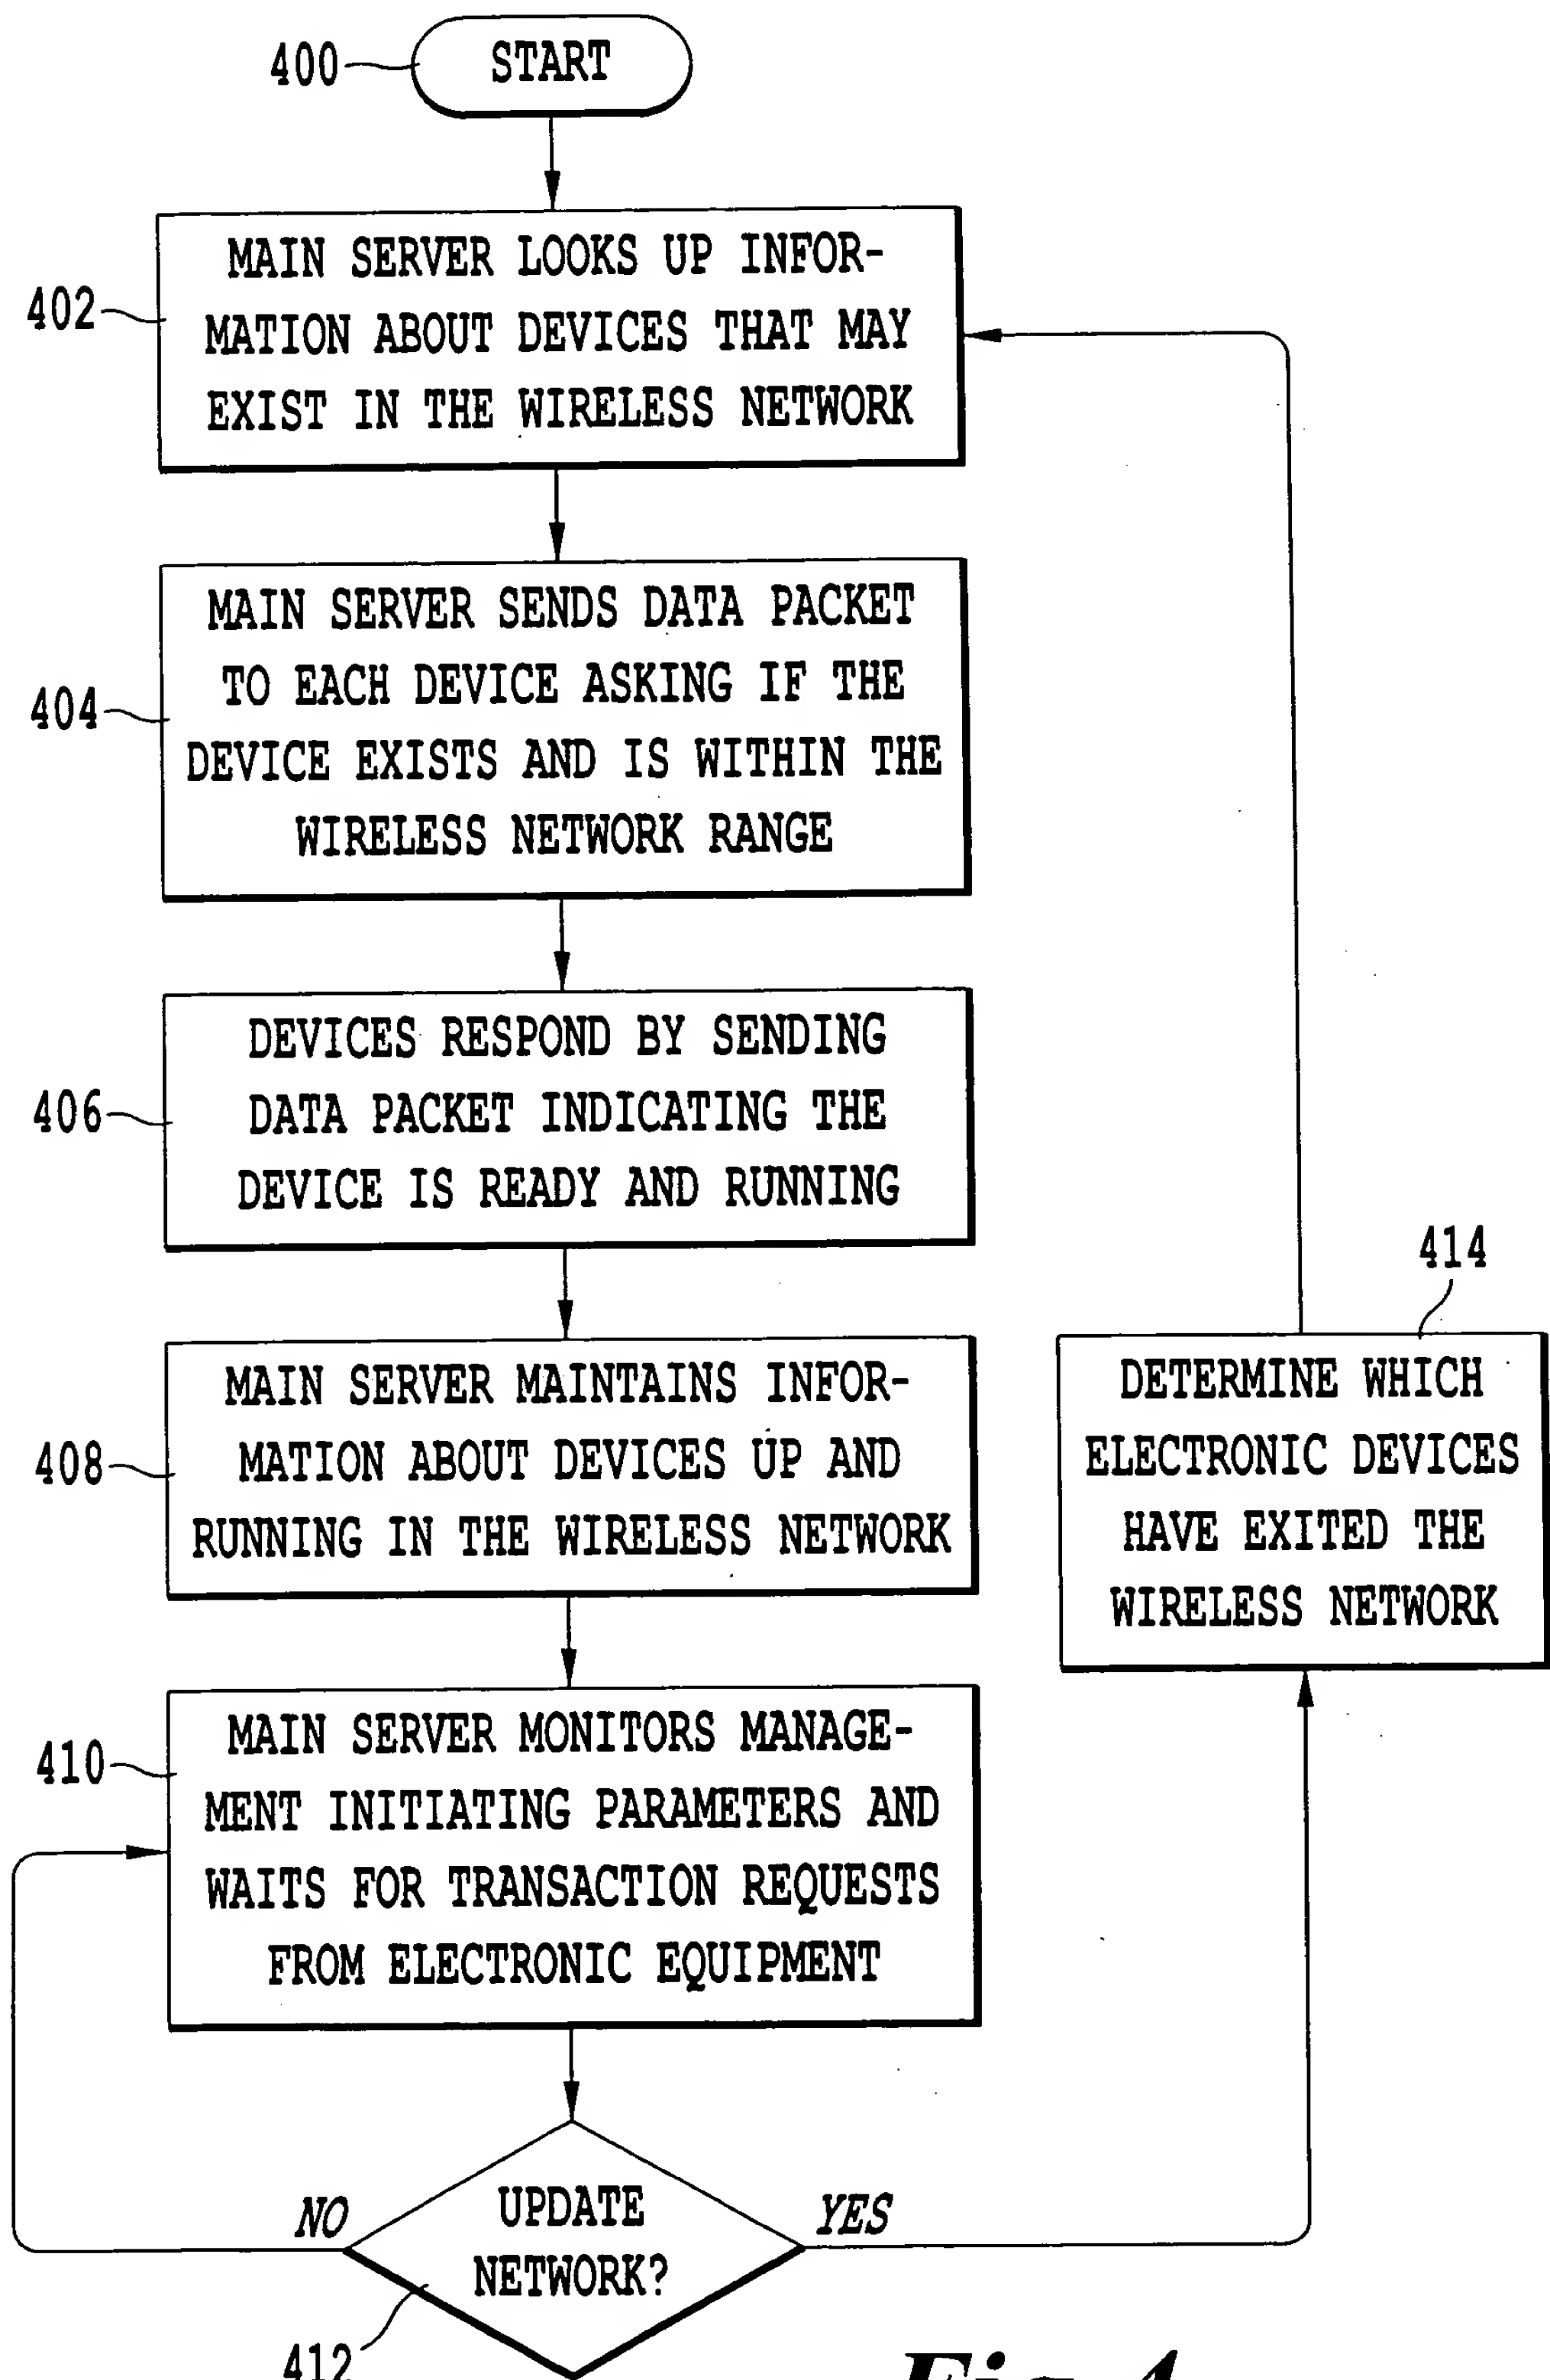 400
START
402
MAIN SERVER LOOKS UP INFOR-
MATION ABOUT DEVICES THAT MAY
EXIST IN THE WIRELESS NETWORK
404
MAIN SERVER SENDS DATA PACKET
TO EACH DEVICE ASKING IF THE
DEVICE EXISTS AND IS WITHIN THE
WIRELESS NETWORK RANGE
406
DEVICES RESPOND BY SENDING
DATA PACKET INDICATING THE
DEVICE IS READY AND RUNNING
408
MAIN SERVER MAINTAINS INFOR-
MATION ABOUT DEVICES UP AND
RUNNING IN THE WIRELESS NETWORK
414
DETERMINE WHICH
ELECTRONIC DEVICES
HAVE EXITED THE
WIRELESS NETWORK
410
MAIN SERVER MONITORS MANAGE-
MENT INITIATING PARAMETERS AND
WAITS FOR TRANSACTION REQUESTS
FROM ELECTRONIC EQUIPMENT
NO
UPDATE
NETWORK?
YES
412